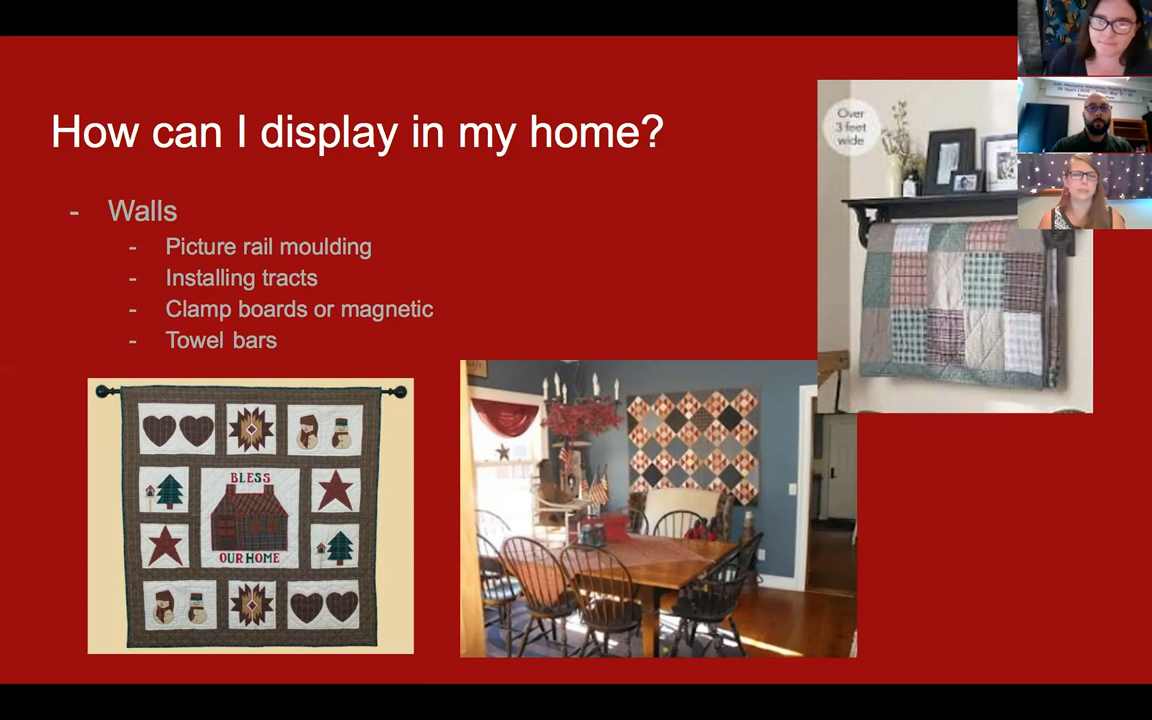 How can I display in my home?
- Walls
- Picture rail moulding
- Installing tracts
- Clamp boards or magnetic
- Towel bars
Over
3 feet
wide
BLESS
OUR HOME